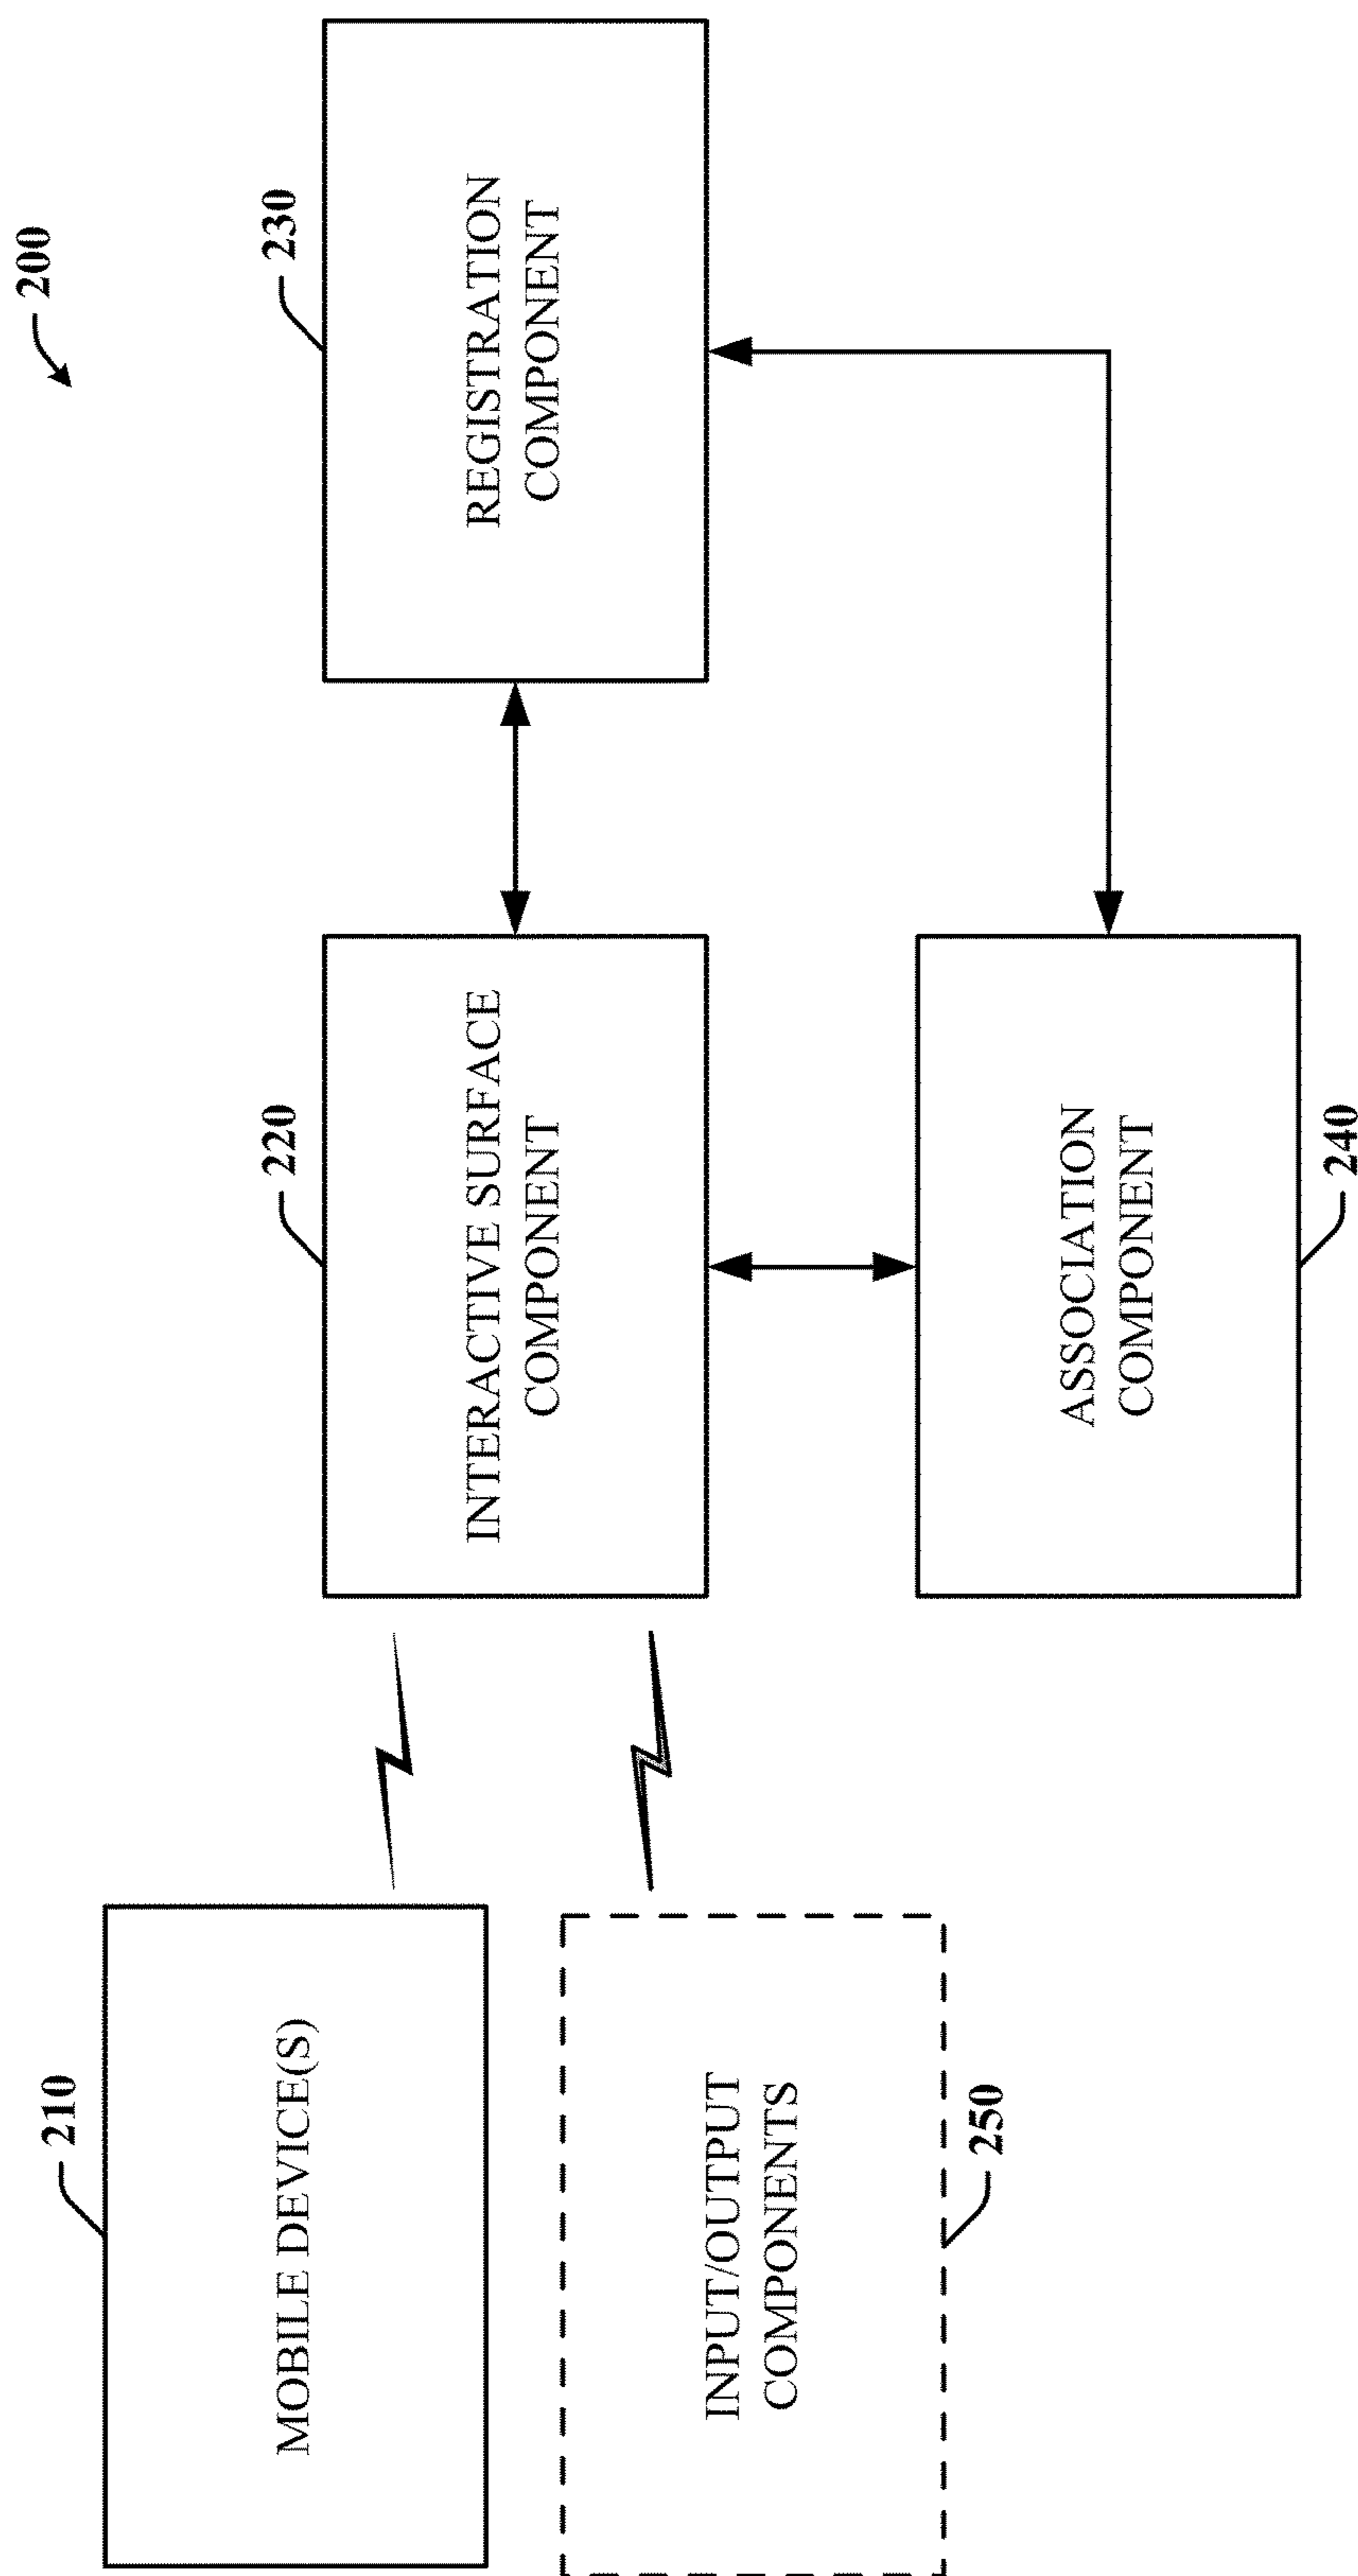 200
210
MOBILE DEVICE(S)
220
INTERACTIVE SURFACE
COMPONENT
230
REGISTRATION
COMPONENT
INPUT/OUTPUT
COMPONENTS
250
ASSOCIATION
COMPONENT
240